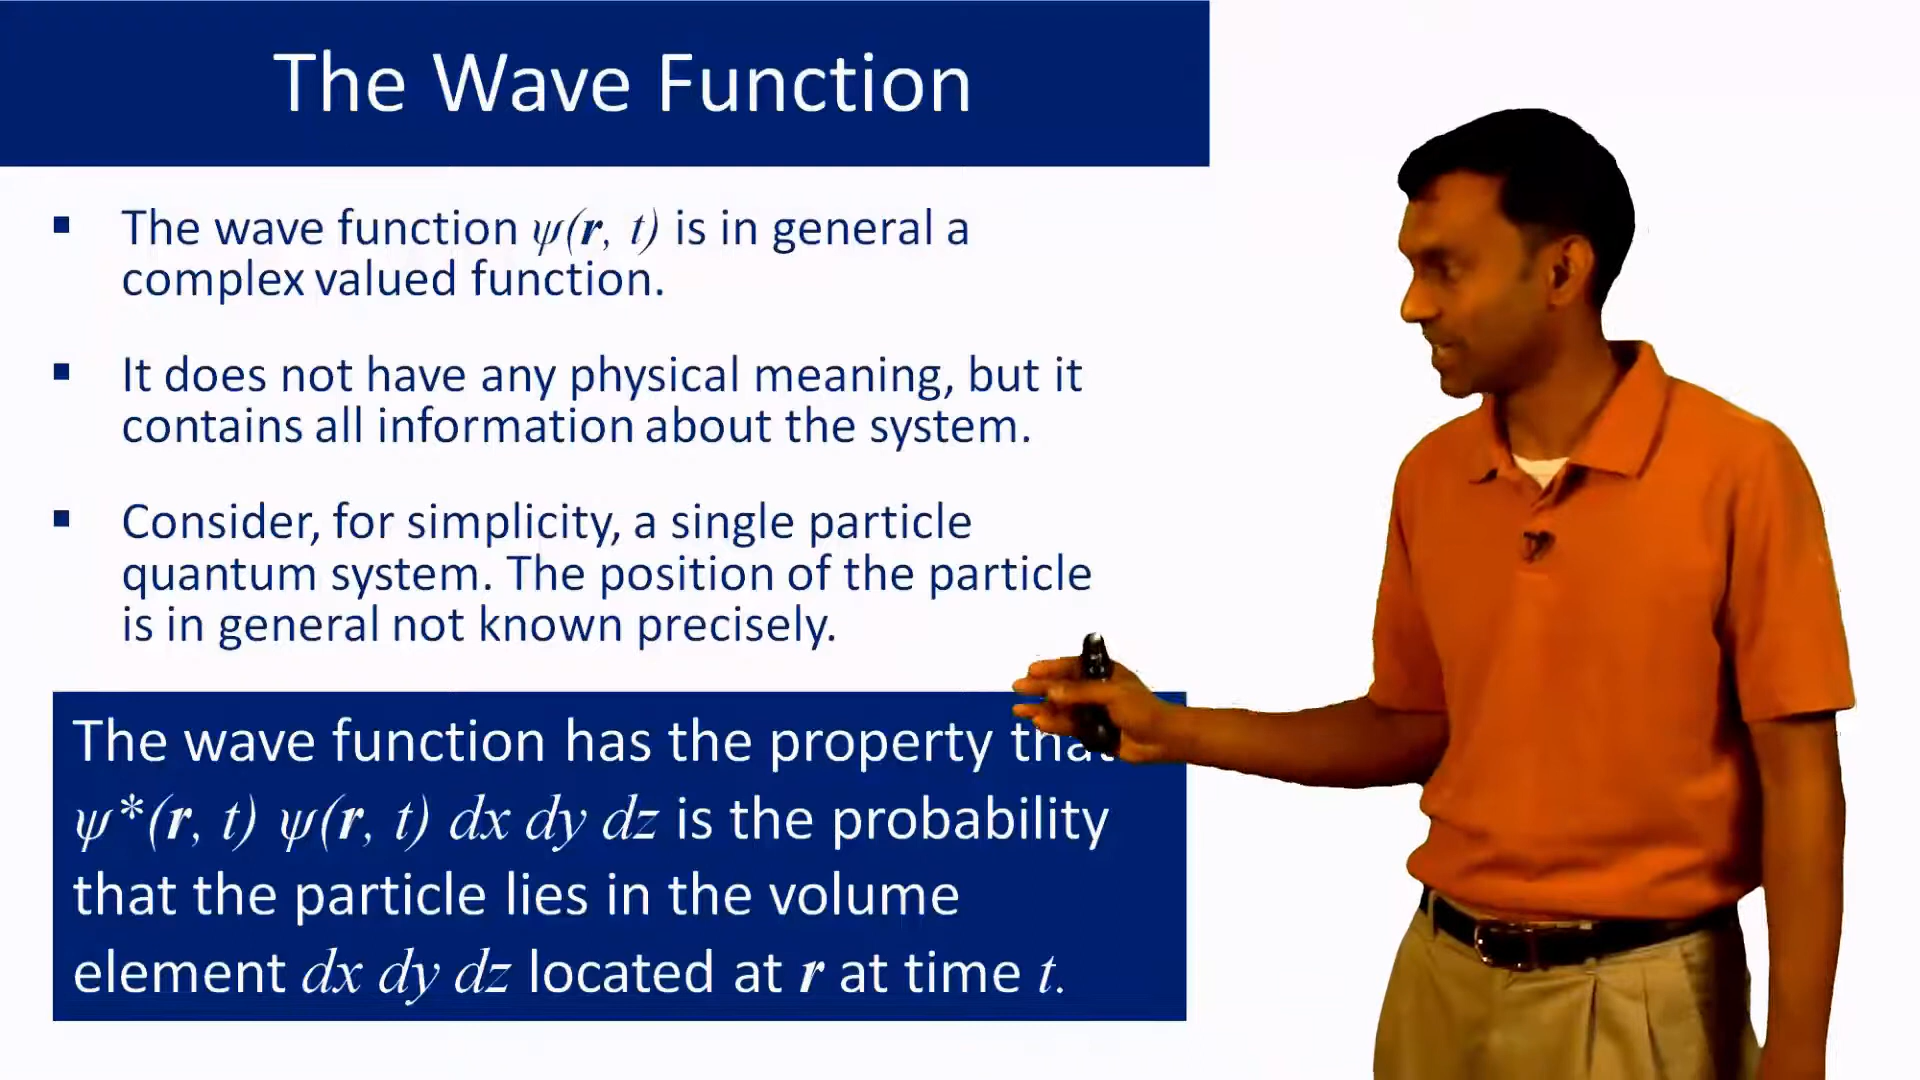 The Wave Function
▪ The wave function ψ(r, t) is in general a
complex valued function.
▪ It does not have any physical meaning, but it
contains all information about the system.
▪ Consider, for simplicity, a single particle
quantum system. The position of the particle
is in general not known precisely.
The wave function has the property that
ψ*(r, t) ψ(r, t) dx dy dz is the probability
that the particle lies in the volume
element dx dy dz located at r at time t.